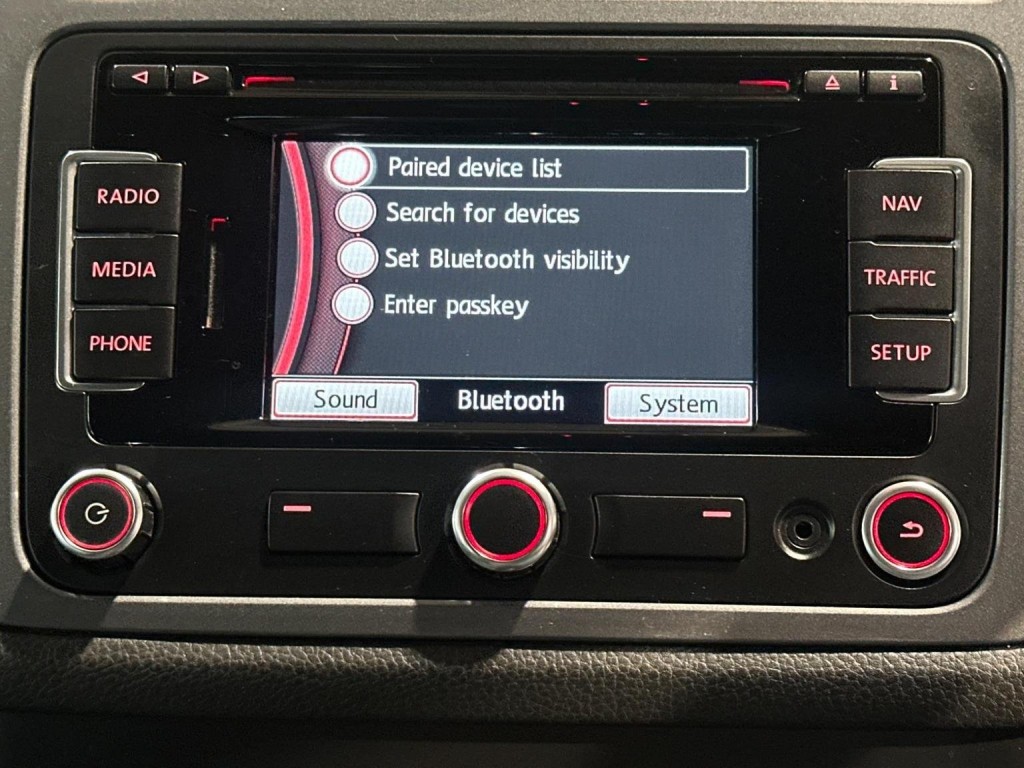 RADIO
MEDIA
PHONE
Paired device list
Search for devices
Set Bluetooth visibility
Enter passkey
Sound
Bluetooth
System
i
NAV
TRAFFIC
SETUP